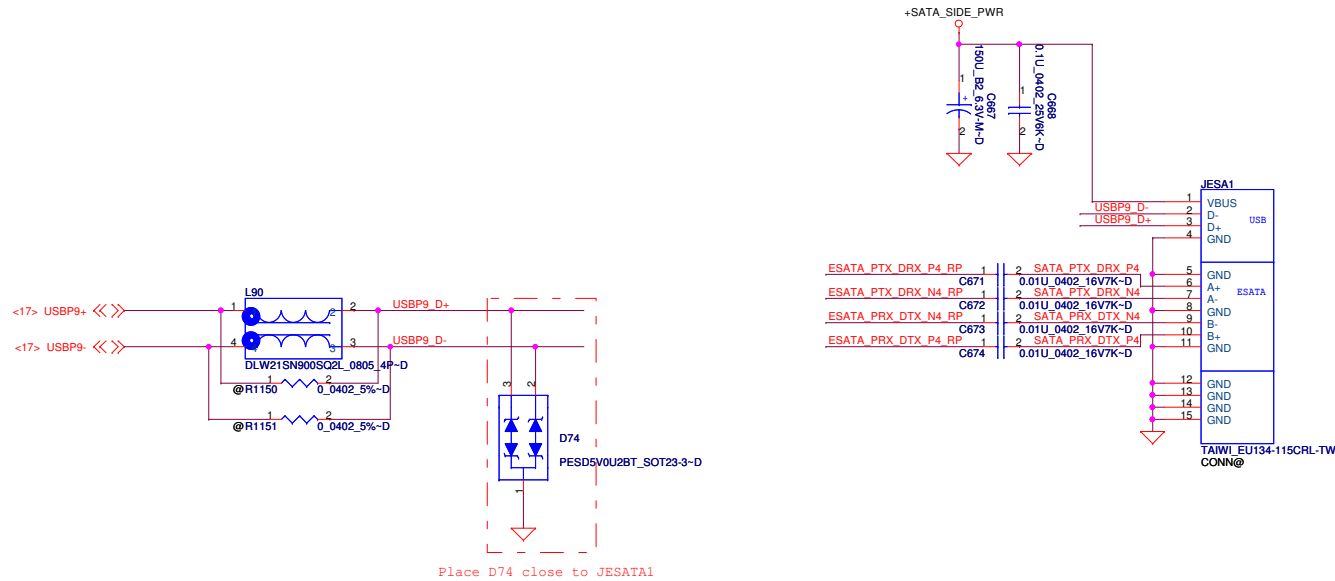 +SATA_SIDE_PWR
1
150U_B2_6.3V-M~D
C667
+
2
1
0.1U_0402_25V6K~D
C668
2
JESA1
1 VBUS
USBP9_D- 2 D- USB
USBP9_D+ 3 D+
4 GND
ESATA_PTX_DRX_P4_RP 1 2 SATA_PTX_DRX_P4 5 GND
C671 0.01U_0402_16V7K~D 6 A+ ESATA
ESATA_PTX_DRX_N4_RP 1 2 SATA_PTX_DRX_N4 7 A-
C672 0.01U_0402_16V7K~D 8 GND
ESATA_PRX_DTX_N4_RP 1 2 SATA_PRX_DTX_N4 9 B-
C673 0.01U_0402_16V7K~D 10 B+
ESATA_PRX_DTX_P4_RP 1 2 SATA_PRX_DTX_P4 11 GND
C674 0.01U_0402_16V7K~D
12 GND
13 GND
14 GND
15 GND
TAIWI_EU134-115CRL-TW
CONN@
L90
<17> USBP9+ 1 2 2 USBP9_D+
<17> USBP9- 4 3 3 USBP9_D-
DLW21SN900SQ2L_0805_4P~D
1 2
@R1150 0_0402_5%~D
1 2
@R1151 0_0402_5%~D
3 2
D74
PESD5V0U2BT_SOT23-3~D
1
Place D74 close to JESATA1